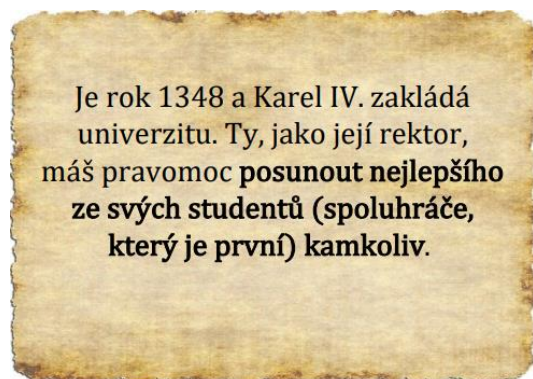 Je rok 1348 a Karel IV. zakládá
univerzitu. Ty, jako její rektor,
máš pravomoc posunout nejlepšího
ze svých studentů (spoluhráče,
který je první) kamkoliv.